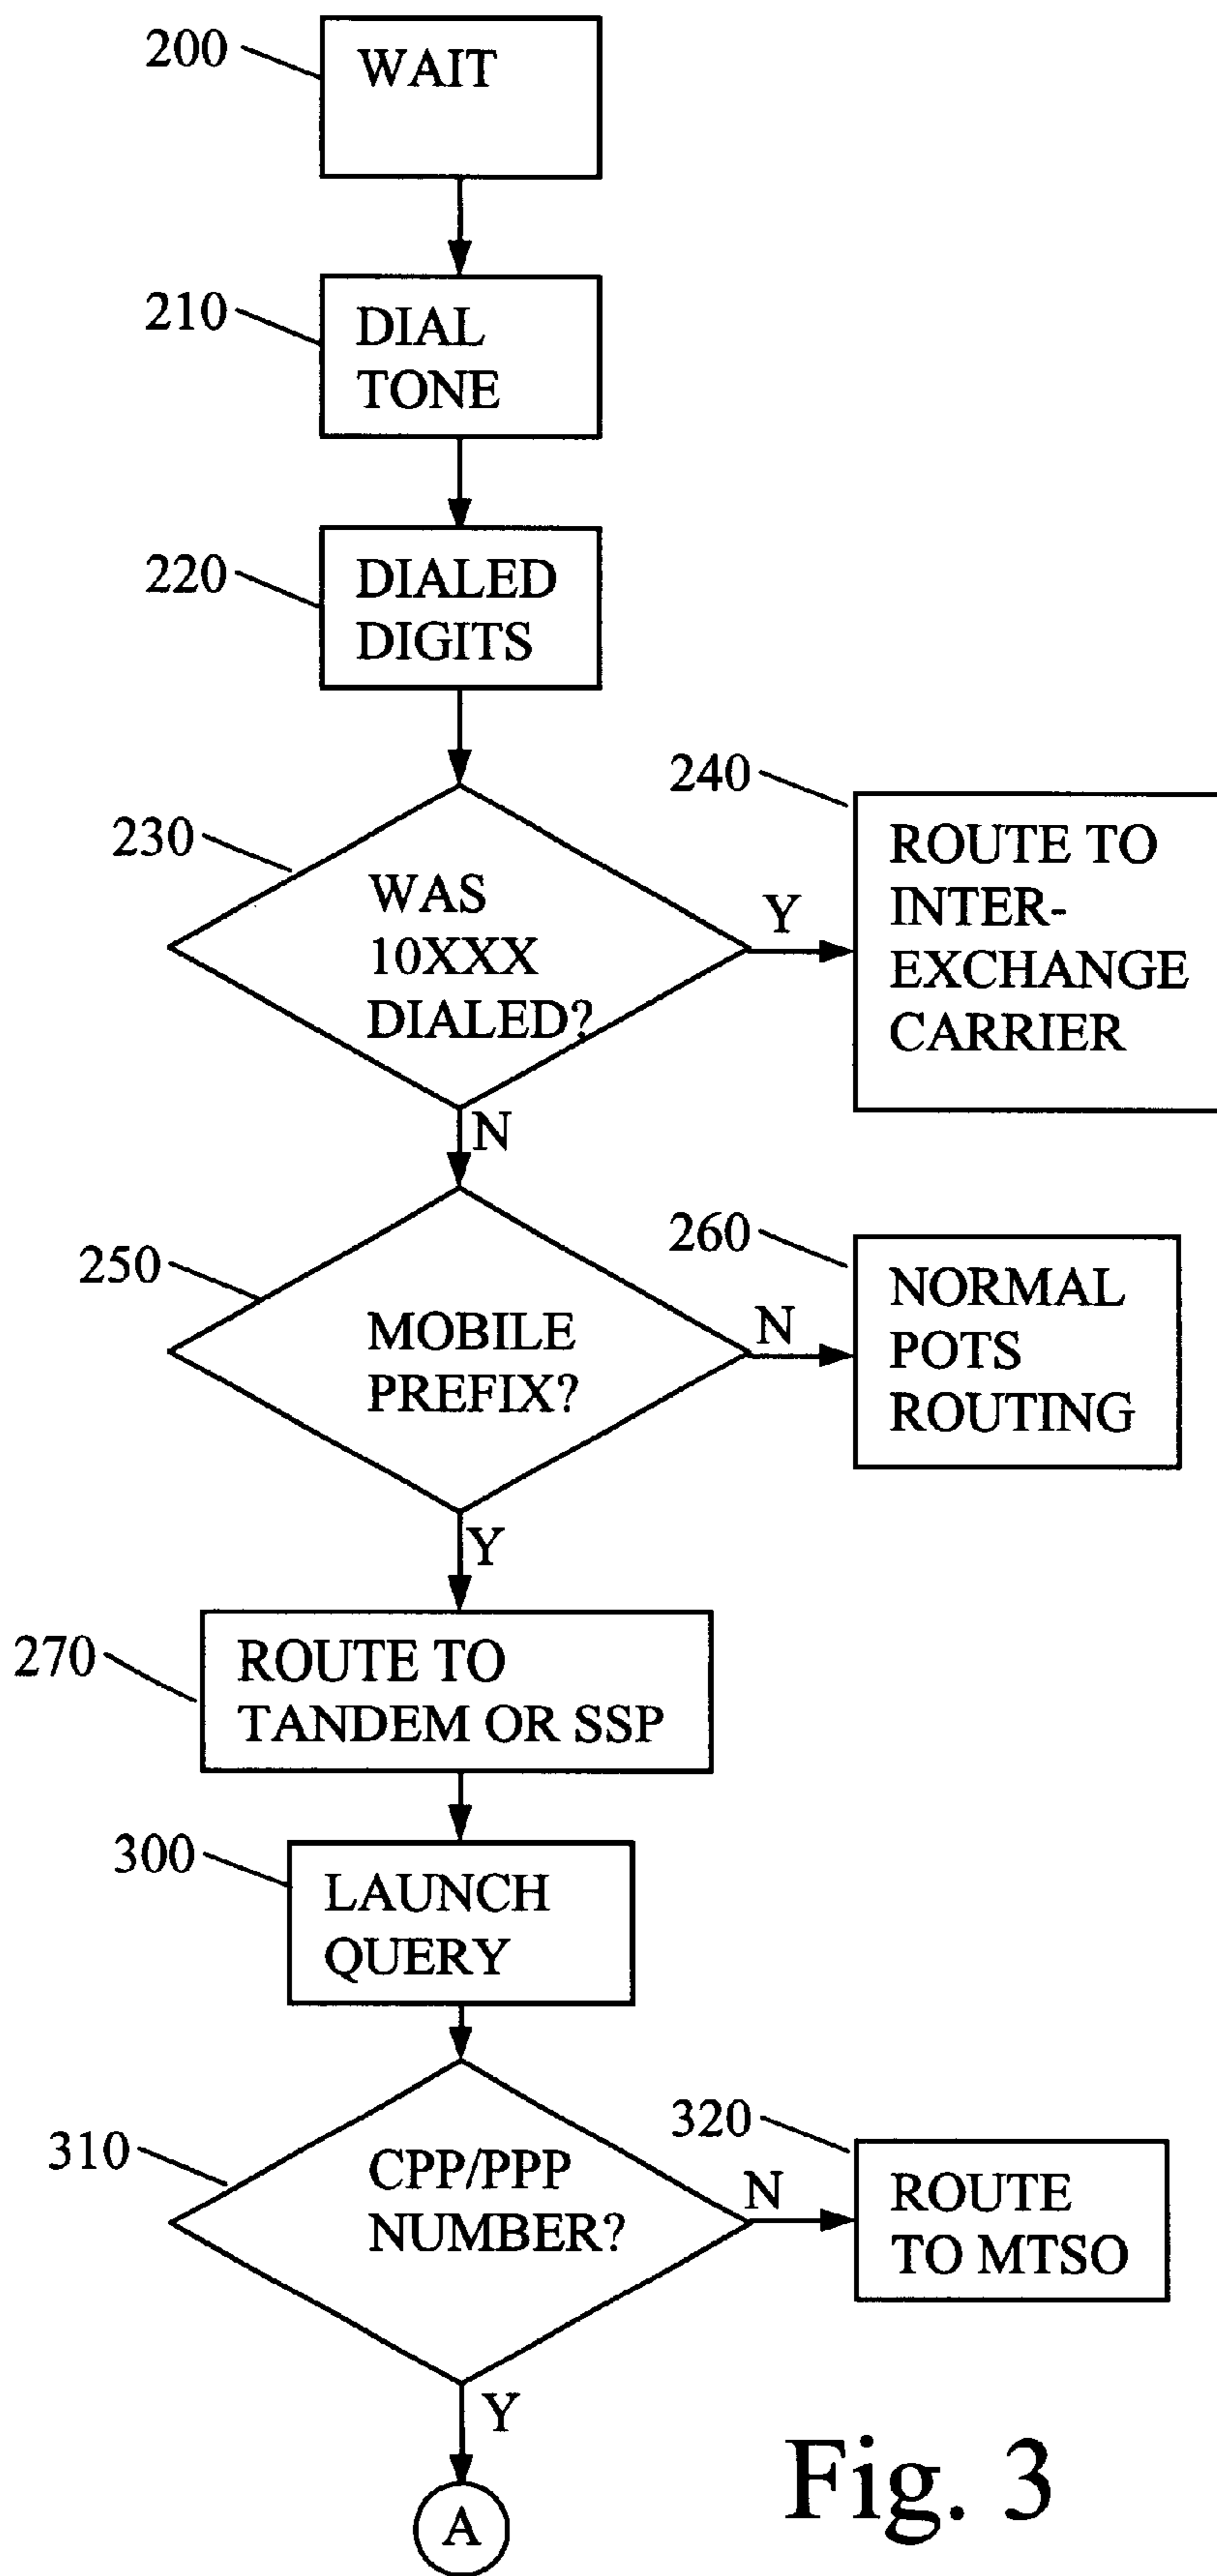 200
WAIT
210
DIAL
TONE
220
DIALED
DIGITS
230
WAS
10XXX
DIALED?
Y
240
ROUTE TO
INTER-
EXCHANGE
CARRIER
N
250
MOBILE
PREFIX?
N
260
NORMAL
POTS
ROUTING
Y
270
ROUTE TO
TANDEM OR SSP
300
LAUNCH
QUERY
310
CPP/PPP
NUMBER?
N
320
ROUTE
TO MTSO
Y
A
Fig. 3